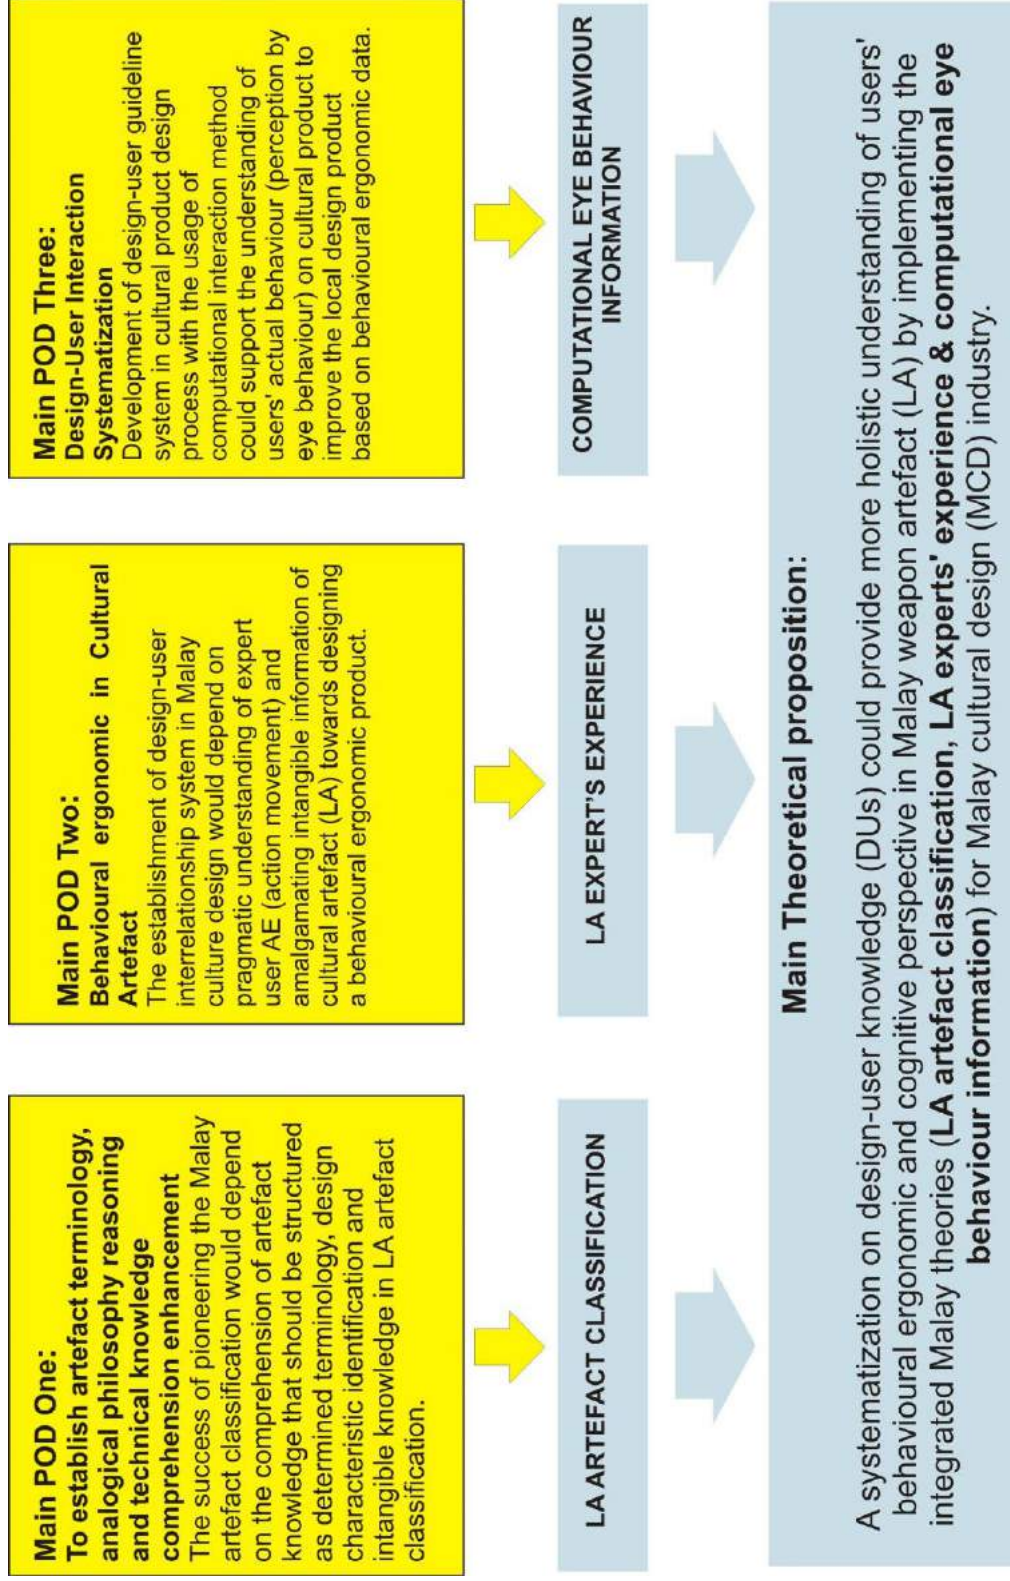 Main POD One:
To establish artefact terminology,
analogical philosophy reasoning
and technical knowledge
comprehension enhancement
The success of pioneering the Malay
artefact classification would depend
on the comprehension of artefact
knowledge that should be structured
as determined terminology, design
characteristic identification and
intangible knowledge in LA artefact
classification.
Main POD Two:
Behavioural ergonomic in Cultural
Artefact
The establishment of design-user
interrelationship system in Malay
culture design would depend on
pragmatic understanding of expert
user AE (action movement) and
amalgamating intangible information of
cultural artefact (LA) towards designing
a behavioural ergonomic product.
Main POD Three:
Design-User Interaction
Systematization
Development of design-user guideline
system in cultural product design
process with the usage of
computational interaction method
could support the understanding of
users' actual behaviour (perception by
eye behaviour) on cultural product to
improve the local design product
based on behavioural ergonomic data.
LA ARTEFACT CLASSIFICATION
LA EXPERT'S EXPERIENCE
COMPUTATIONAL EYE BEHAVIOUR
INFORMATION
Main Theoretical proposition:
A systematization on design-user knowledge (DUs) could provide more holistic understanding of users'
behavioural ergonomic and cognitive perspective in Malay weapon artefact (LA) by implementing the
integrated Malay theories (LA artefact classification, LA experts' experience & computational eye
behaviour information) for Malay cultural design (MCD) industry.